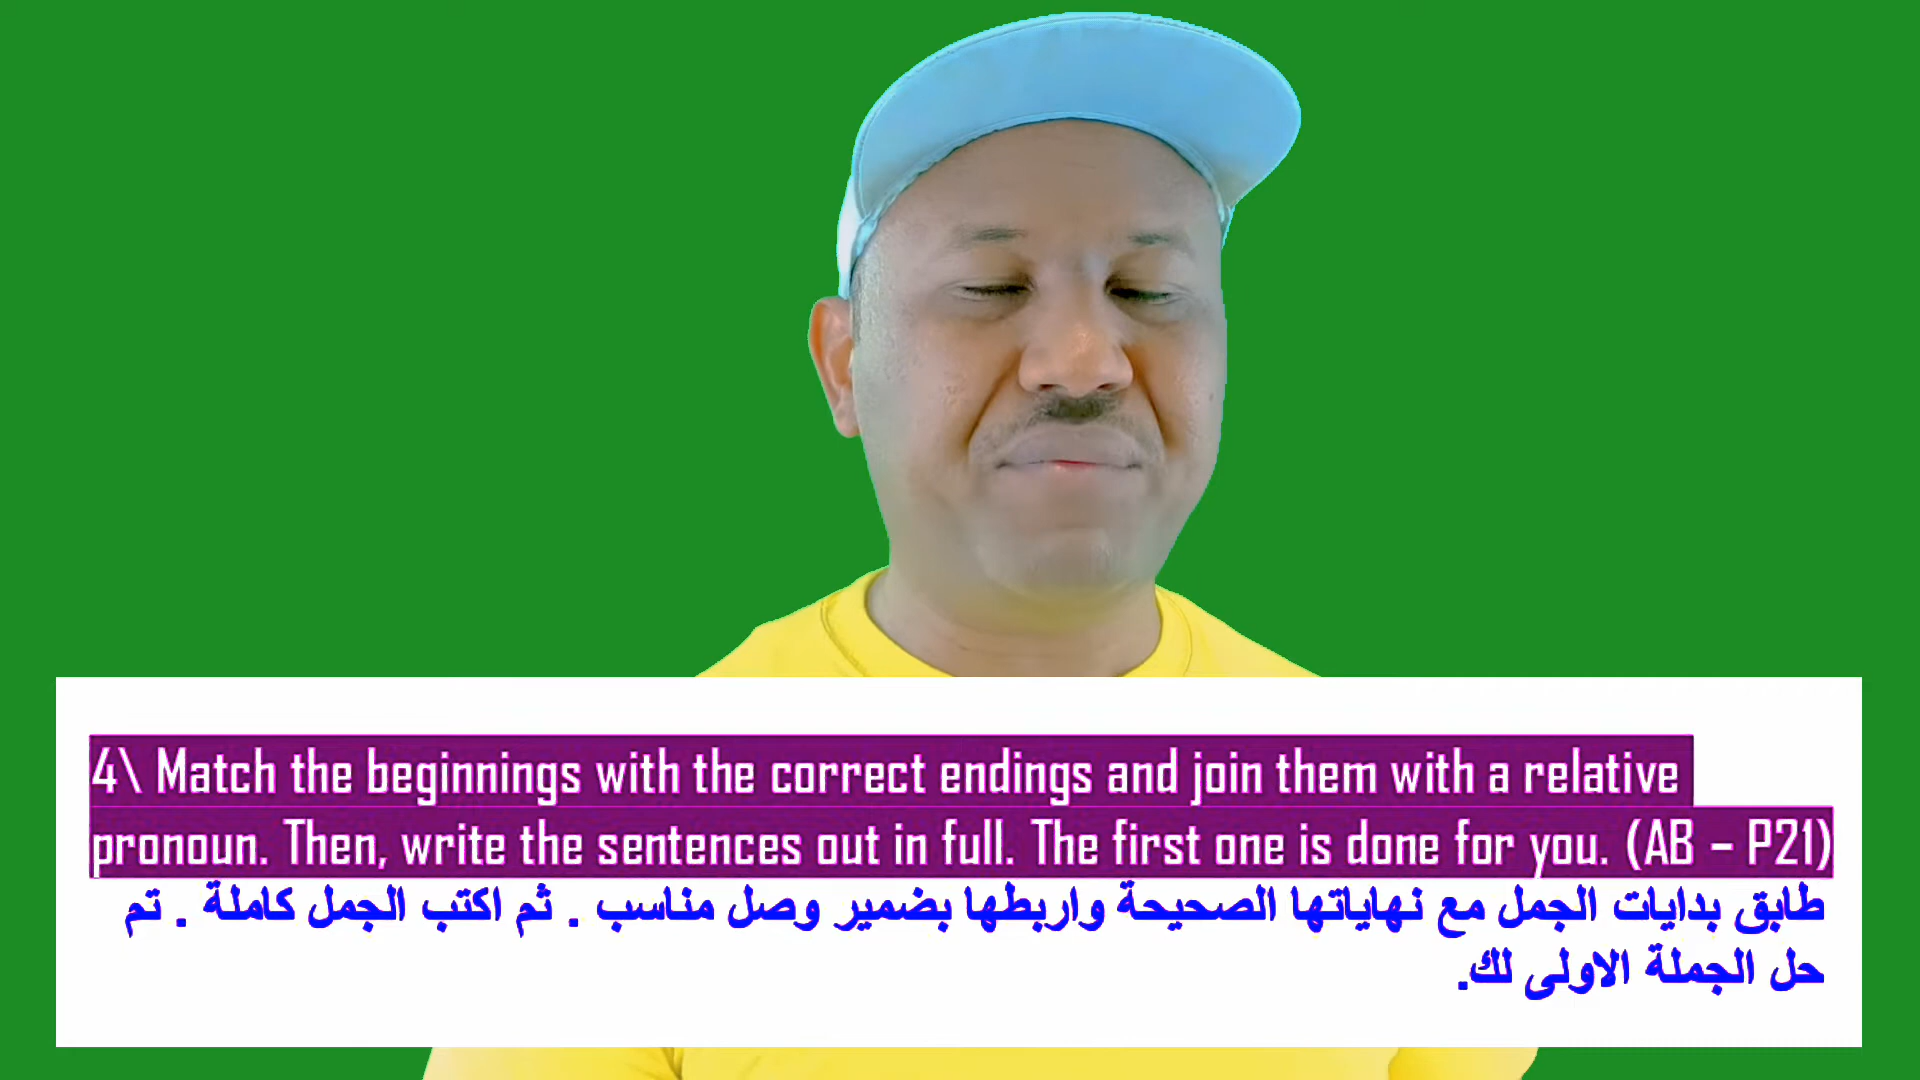 4\ Match the beginnings with the correct endings and join them with a relative
pronoun. Then, write the sentences out in full. The first one is done for you. (AB – P21)
طابق بدايات الجمل مع نهاياتها الصحيحة واربطها بضمير وصل مناسب . ثم اكتب الجمل كاملة . تم
حل الجملة الاولى لك.